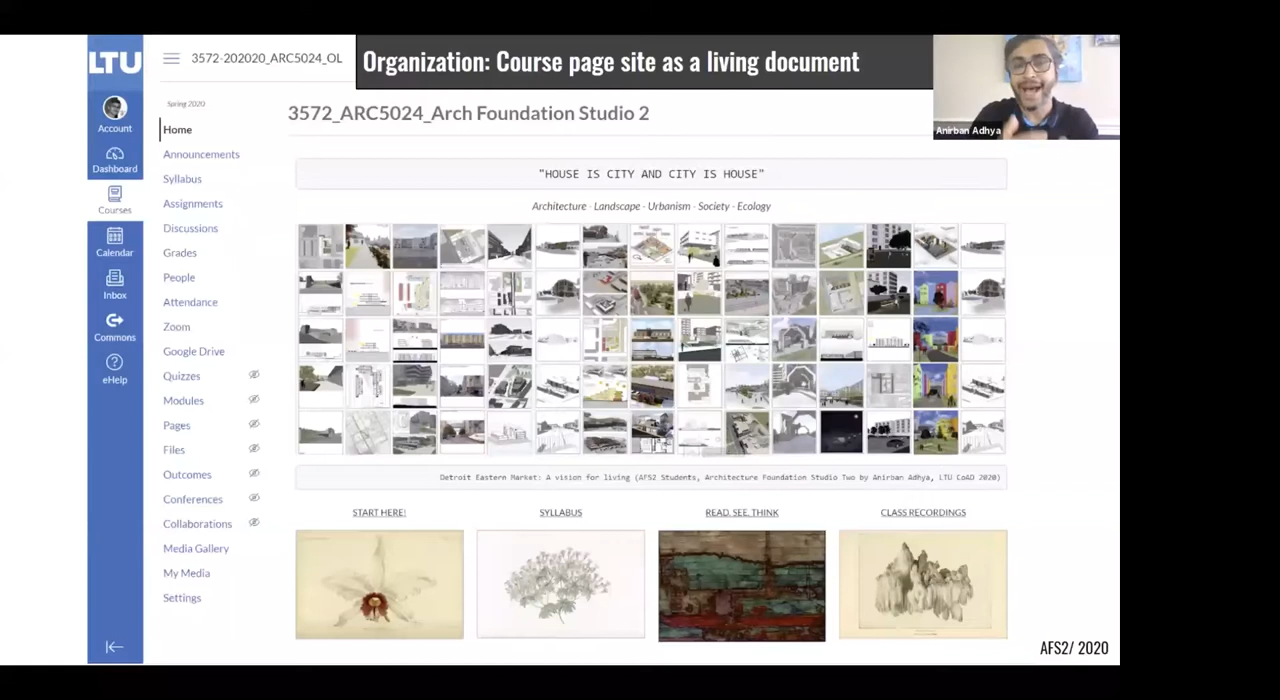 LTU
3572-202020_ARC5024_OL
Organization: Course page site as a living document
Anirban Adhya
Account
Dashboard
Courses
Calendar
Inbox
Commons
eHelp
Spring 2020
Home
Announcements
Syllabus
Assignments
Discussions
Grades
People
Attendance
Zoom
Google Drive
Quizzes
Modules
Pages
Files
Outcomes
Conferences
Collaborations
Media Gallery
My Media
Settings
3572_ARC5024_Arch Foundation Studio 2
"HOUSE IS CITY AND CITY IS HOUSE"
Architecture - Landscape - Urbanism - Society - Ecology
Detroit Eastern Market: A vision for living (AFS2 Students, Architecture Foundation Studio Two by Anirban Adhya, LTU CoAD 2020)
START HERE!
SYLLABUS
READ, SEE, THINK
CLASS RECORDINGS
AFS2/ 2020